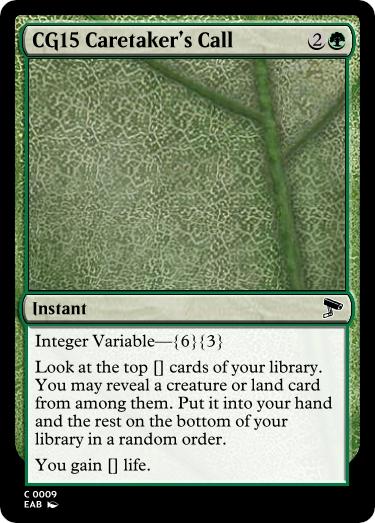 CG15 Caretaker's Call 2
Instant
Integer Variable—{6}{3}
Look at the top [] cards of your library.
You may reveal a creature or land card
from among them. Put it into your hand
and the rest on the bottom of your
library in a random order.
You gain [] life.
C 0009
EAB